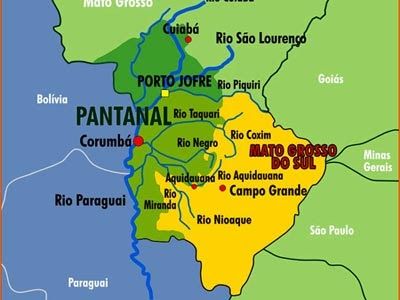 Mato Grosso
Rio Cuiabá
Cuiabá
Rio São Lourenço
Goiás
PORTO JOFRE
Rio Piquiri
Bolívia
PANTANAL
Rio Taquari
Corumbá
Rio Negro
Rio Coxim
MATO GROSSO
DO SUL
Minas
Gerais
Aquidauana
Rio Aquidauana
Campo Grande
Rio Paraguai
Rio
Miranda
Rio Nioaque
São Paulo
Paraguai